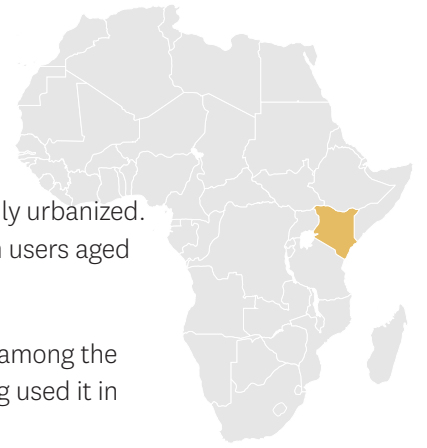 ly urbanized.
users aged
among the
g used it in